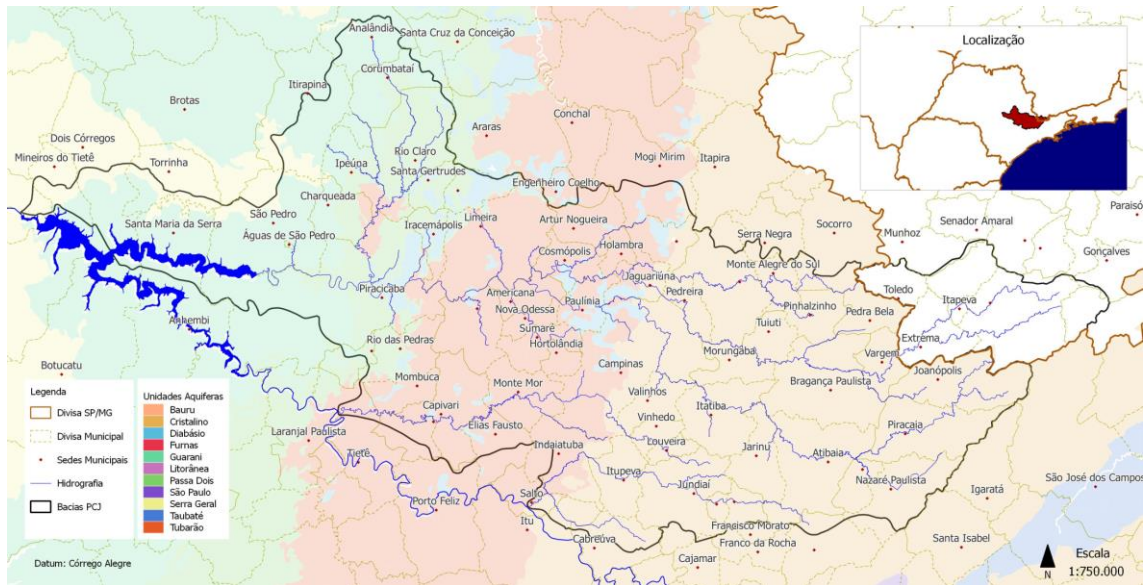 Localização
Analândia
Santa Cruz da Conceição
Corumbataí
Itirapina
Brotas
Conchal
Araras
Dois Córregos
Mineiros do Tietê
Torrinha
Ipeúna
Rio Claro
Santa Gertrudes
Mogi Mirim
Itapira
Engenheiro Coelho
Charqueada
São Pedro
Santa Maria da Serra
Águas de São Pedro
Iracemápolis
Limeira
Artur Nogueira
Holambra
Cosmópolis
Serra Negra
Socorro
Munhoz
Senador Amaral
Paraisó
Gonçalves
Toledo
Itapeva
Monte Alegre do Sul
Jaguariúna
Pedreira
Pinhalzinho
Pedra Bela
Piracicaba
Americana
Nova Odessa
Paulínia
Sumaré
Hortolândia
Tuiuti
Extrema
Vargem
Joanópolis
Morungaba
Bragança Paulista
Anhembi
Botucatu
Rio das Pedras
Mombuca
Monte Mor
Campinas
Valinhos
Vinhedo
Itatiba
Capivari
Elias Fausto
Louveira
Piracaia
Laranjal Paulista
Indaiatuba
Jarinu
Atibaia
Tietê
Itupeva
Jundiaí
Nazaré Paulista
São José dos Campos
Igaratá
Porto Feliz
Salto
Itu
Cabreúva
Francisco Morato
Franco da Rocha
Cajamar
Santa Isabel
Legenda
Divisa SP/MG
Divisa Municipal
Sedes Municipais
Hidrografia
Bacias PCJ
Unidades Aquiferas
Bauru
Cristalino
Diabásio
Furnas
Guarani
Litorânea
Passa Dois
São Paulo
Serra Geral
Taubaté
Tubarão
Datum: Córrego Alegre
N
Escala
1:750.000